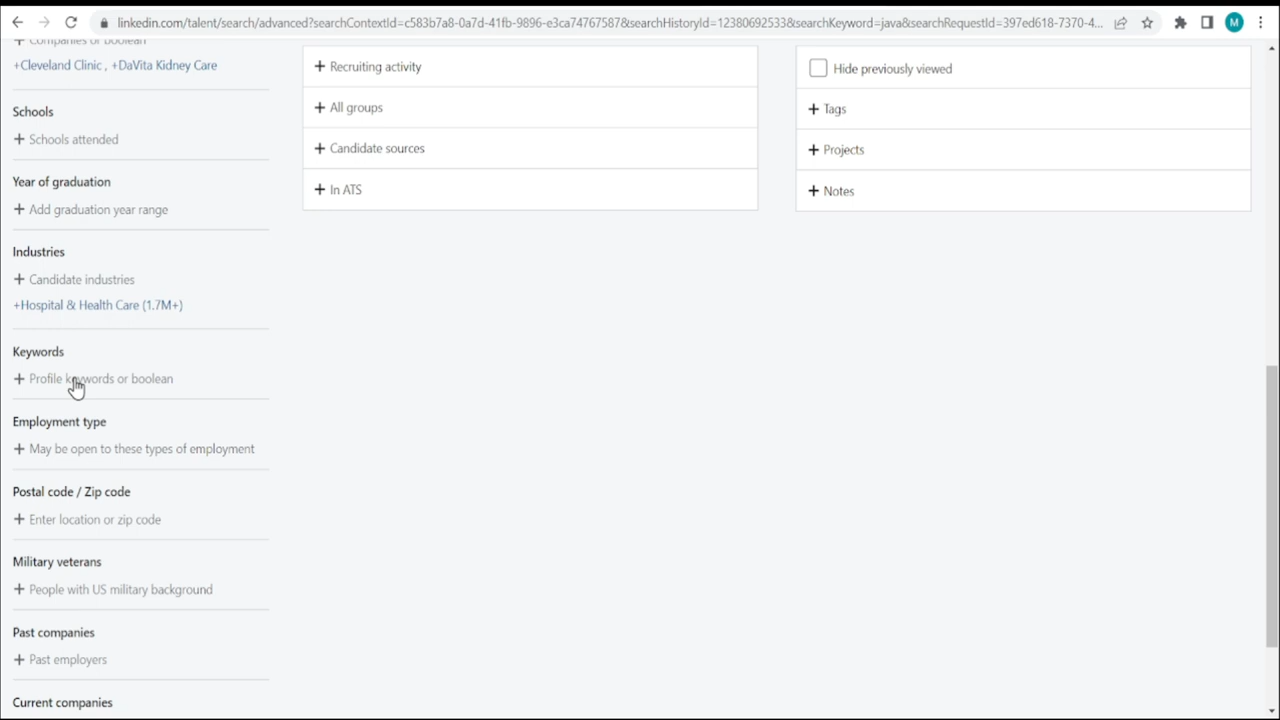 linkedin.com/talent/search/advanced?searchContextId=c583b7a8-0a7d-41fb-9896-e3ca74767587&searchHistoryId=12380692533&searchKeyword=java&searchRequestId=397ed618-7370-4...
M
+ Companies or boolean
+Cleveland Clinic , +DaVita Kidney Care
Schools
+ Schools attended
Year of graduation
+ Add graduation year range
Industries
+ Candidate industries
+Hospital & Health Care (1.7M+)
Keywords
+ Profile keywords or boolean
Employment type
+ May be open to these types of employment
Postal code / Zip code
+ Enter location or zip code
Military veterans
+ People with US military background
Past companies
+ Past employers
Current companies
+ Recruiting activity
+ All groups
+ Candidate sources
+ In ATS
Hide previously viewed
+ Tags
+ Projects
+ Notes